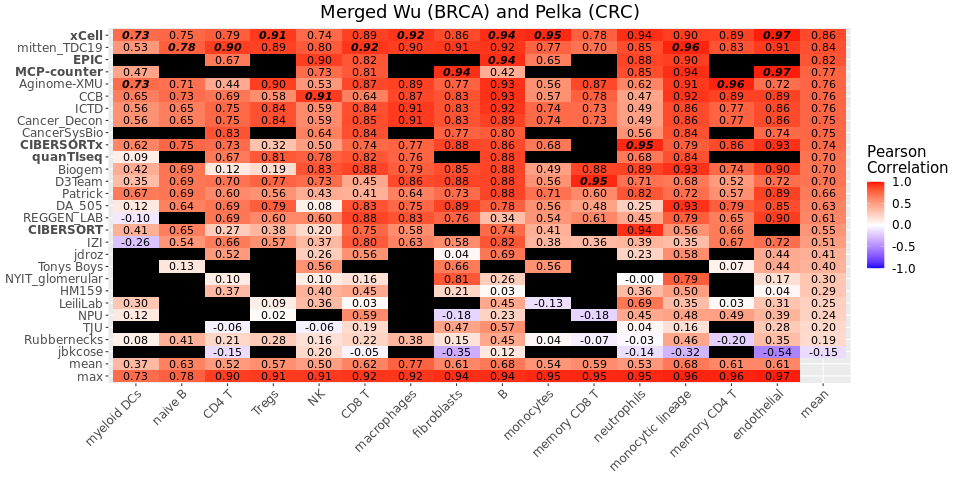 Merged Wu (BRCA) and Pelka (CRC)
xCell 0.73 0.75 0.79 0.91 0.74 0.89 0.92 0.86 0.94 0.95 0.78 0.94 0.90 0.89 0.97 0.86
mitten_TDC19 0.53 0.78 0.90 0.89 0.80 0.92 0.90 0.91 0.92 0.77 0.70 0.85 0.96 0.83 0.91 0.84
EPIC 0.67 0.90 0.82 0.94 0.65 0.88 0.90 0.82
MCP-counter 0.47 0.73 0.81 0.94 0.42 0.85 0.94 0.97 0.77
Aginome-XMU 0.73 0.71 0.44 0.90 0.53 0.87 0.89 0.77 0.93 0.56 0.87 0.62 0.91 0.96 0.72 0.76
CCB 0.65 0.73 0.69 0.58 0.91 0.64 0.87 0.83 0.93 0.73 0.78 0.47 0.92 0.89 0.89 0.76
ICTD 0.56 0.65 0.75 0.84 0.59 0.84 0.91 0.83 0.92 0.74 0.73 0.49 0.86 0.77 0.86 0.76
Cancer_Decon 0.56 0.65 0.75 0.84 0.58 0.85 0.91 0.83 0.89 0.74 0.73 0.49 0.86 0.77 0.86 0.75
CancerSysBio 0.83 0.64 0.84 0.77 0.80 0.56 0.84 0.74 0.75
CIBERSORTx 0.62 0.75 0.73 0.32 0.50 0.74 0.77 0.88 0.86 0.68 0.95 0.79 0.86 0.93 0.74
quanTIseq 0.09 0.67 0.81 0.78 0.82 0.76 0.88 0.68 0.84 0.70
Biogem 0.42 0.69 0.12 0.19 0.83 0.88 0.79 0.85 0.88 0.49 0.88 0.89 0.93 0.74 0.90 0.70
D3Team 0.35 0.69 0.80 0.77 0.73 0.45 0.86 0.88 0.88 0.56 0.95 0.71 0.68 0.52 0.72 0.70
Patrick 0.67 0.69 0.60 0.56 0.43 0.41 0.64 0.73 0.88 0.71 0.60 0.82 0.72 0.57 0.89 0.66
DA_505 0.12 0.64 0.69 0.79 0.08 0.83 0.75 0.89 0.78 0.56 0.48 0.25 0.93 0.79 0.85 0.63
REGGEN_LAB -0.10 0.69 0.60 0.60 0.88 0.83 0.76 0.34 0.54 0.61 0.45 0.79 0.65 0.90 0.61
CIBERSORT 0.41 0.65 0.27 0.38 0.20 0.75 0.58 0.74 0.41 0.94 0.56 0.66 0.55
IZI -0.26 0.54 0.66 0.57 0.37 0.80 0.63 0.58 0.82 0.38 0.36 0.39 0.35 0.67 0.72 0.51
jdroz 0.52 0.26 0.56 0.04 0.69 0.23 0.58 0.44 0.41
Tonys Boys 0.13 0.56 0.66 0.56 0.07 0.44 0.40
NYIT_glomerular 0.10 0.10 0.16 0.81 0.26 -0.00 0.79 0.17 0.30
HM159 0.37 0.40 0.45 0.21 0.03 0.36 0.50 0.04 0.29
LeiliLab 0.30 0.09 0.36 0.03 0.45 -0.13 0.69 0.35 0.03 0.31 0.25
NPU 0.12 0.02 0.59 -0.18 0.23 -0.18 0.45 0.48 0.49 0.39 0.24
TJU -0.06 -0.06 0.19 0.47 0.57 0.04 0.16 0.28 0.20
Rubbernecks 0.08 0.41 0.21 0.28 0.16 0.22 0.38 0.15 0.45 0.04 -0.07 -0.03 0.46 -0.20 0.35 0.19
jbkcose -0.15 0.20 -0.05 -0.35 0.12 -0.14 -0.32 -0.54 -0.15
mean 0.37 0.63 0.52 0.57 0.50 0.62 0.77 0.61 0.68 0.54 0.59 0.53 0.68 0.61 0.61
max 0.73 0.78 0.90 0.91 0.91 0.92 0.92 0.94 0.94 0.95 0.95 0.95 0.96 0.96 0.97
myeloid DCs
naive B
CD4 T
Tregs
NK
CD8 T
macrophages
fibroblasts
B
monocytes
memory CD8 T
neutrophils
monocytic lineage
memory CD4 T
endothelial
mean
Pearson
Correlation
1.0
0.5
0.0
-0.5
-1.0